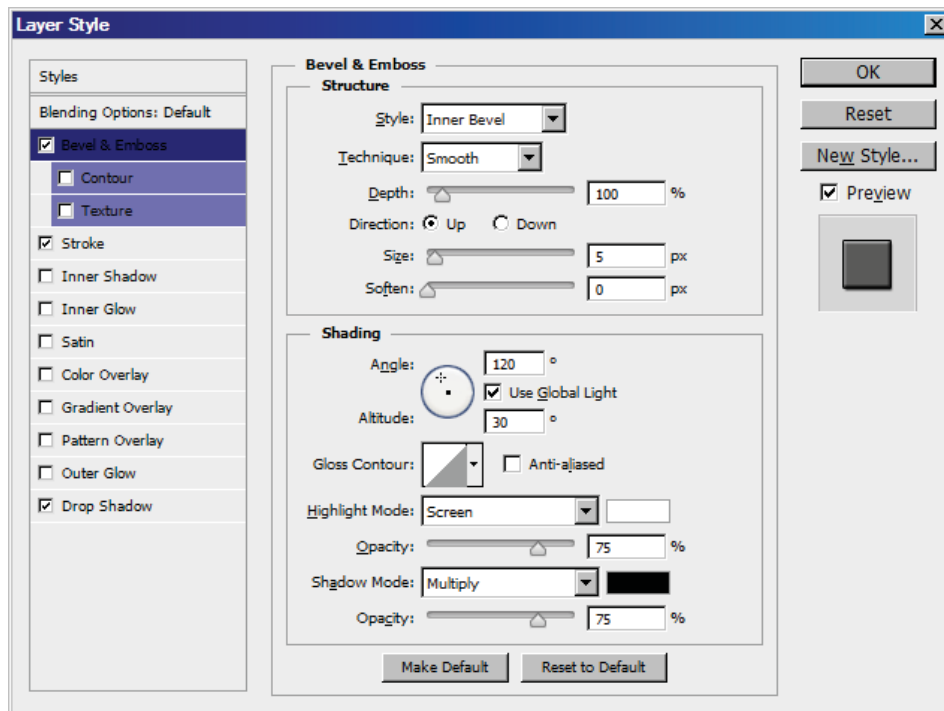 Layer Style
Styles
Blending Options: Default
Bevel & Emboss
Contour
Texture
Stroke
Inner Shadow
Inner Glow
Satin
Color Overlay
Gradient Overlay
Pattern Overlay
Outer Glow
Drop Shadow
Bevel & Emboss
Structure
Style: Inner Bevel
Technique: Smooth
Depth: 100 %
Direction: Up Down
Size: 5 px
Soften: 0 px
Shading
Angle: 120 °
Use Global Light
Altitude: 30 °
Gloss Contour: Anti-aliased
Highlight Mode: Screen
Opacity: 75 %
Shadow Mode: Multiply
Opacity: 75 %
Make Default Reset to Default
OK
Reset
New Style...
Preview